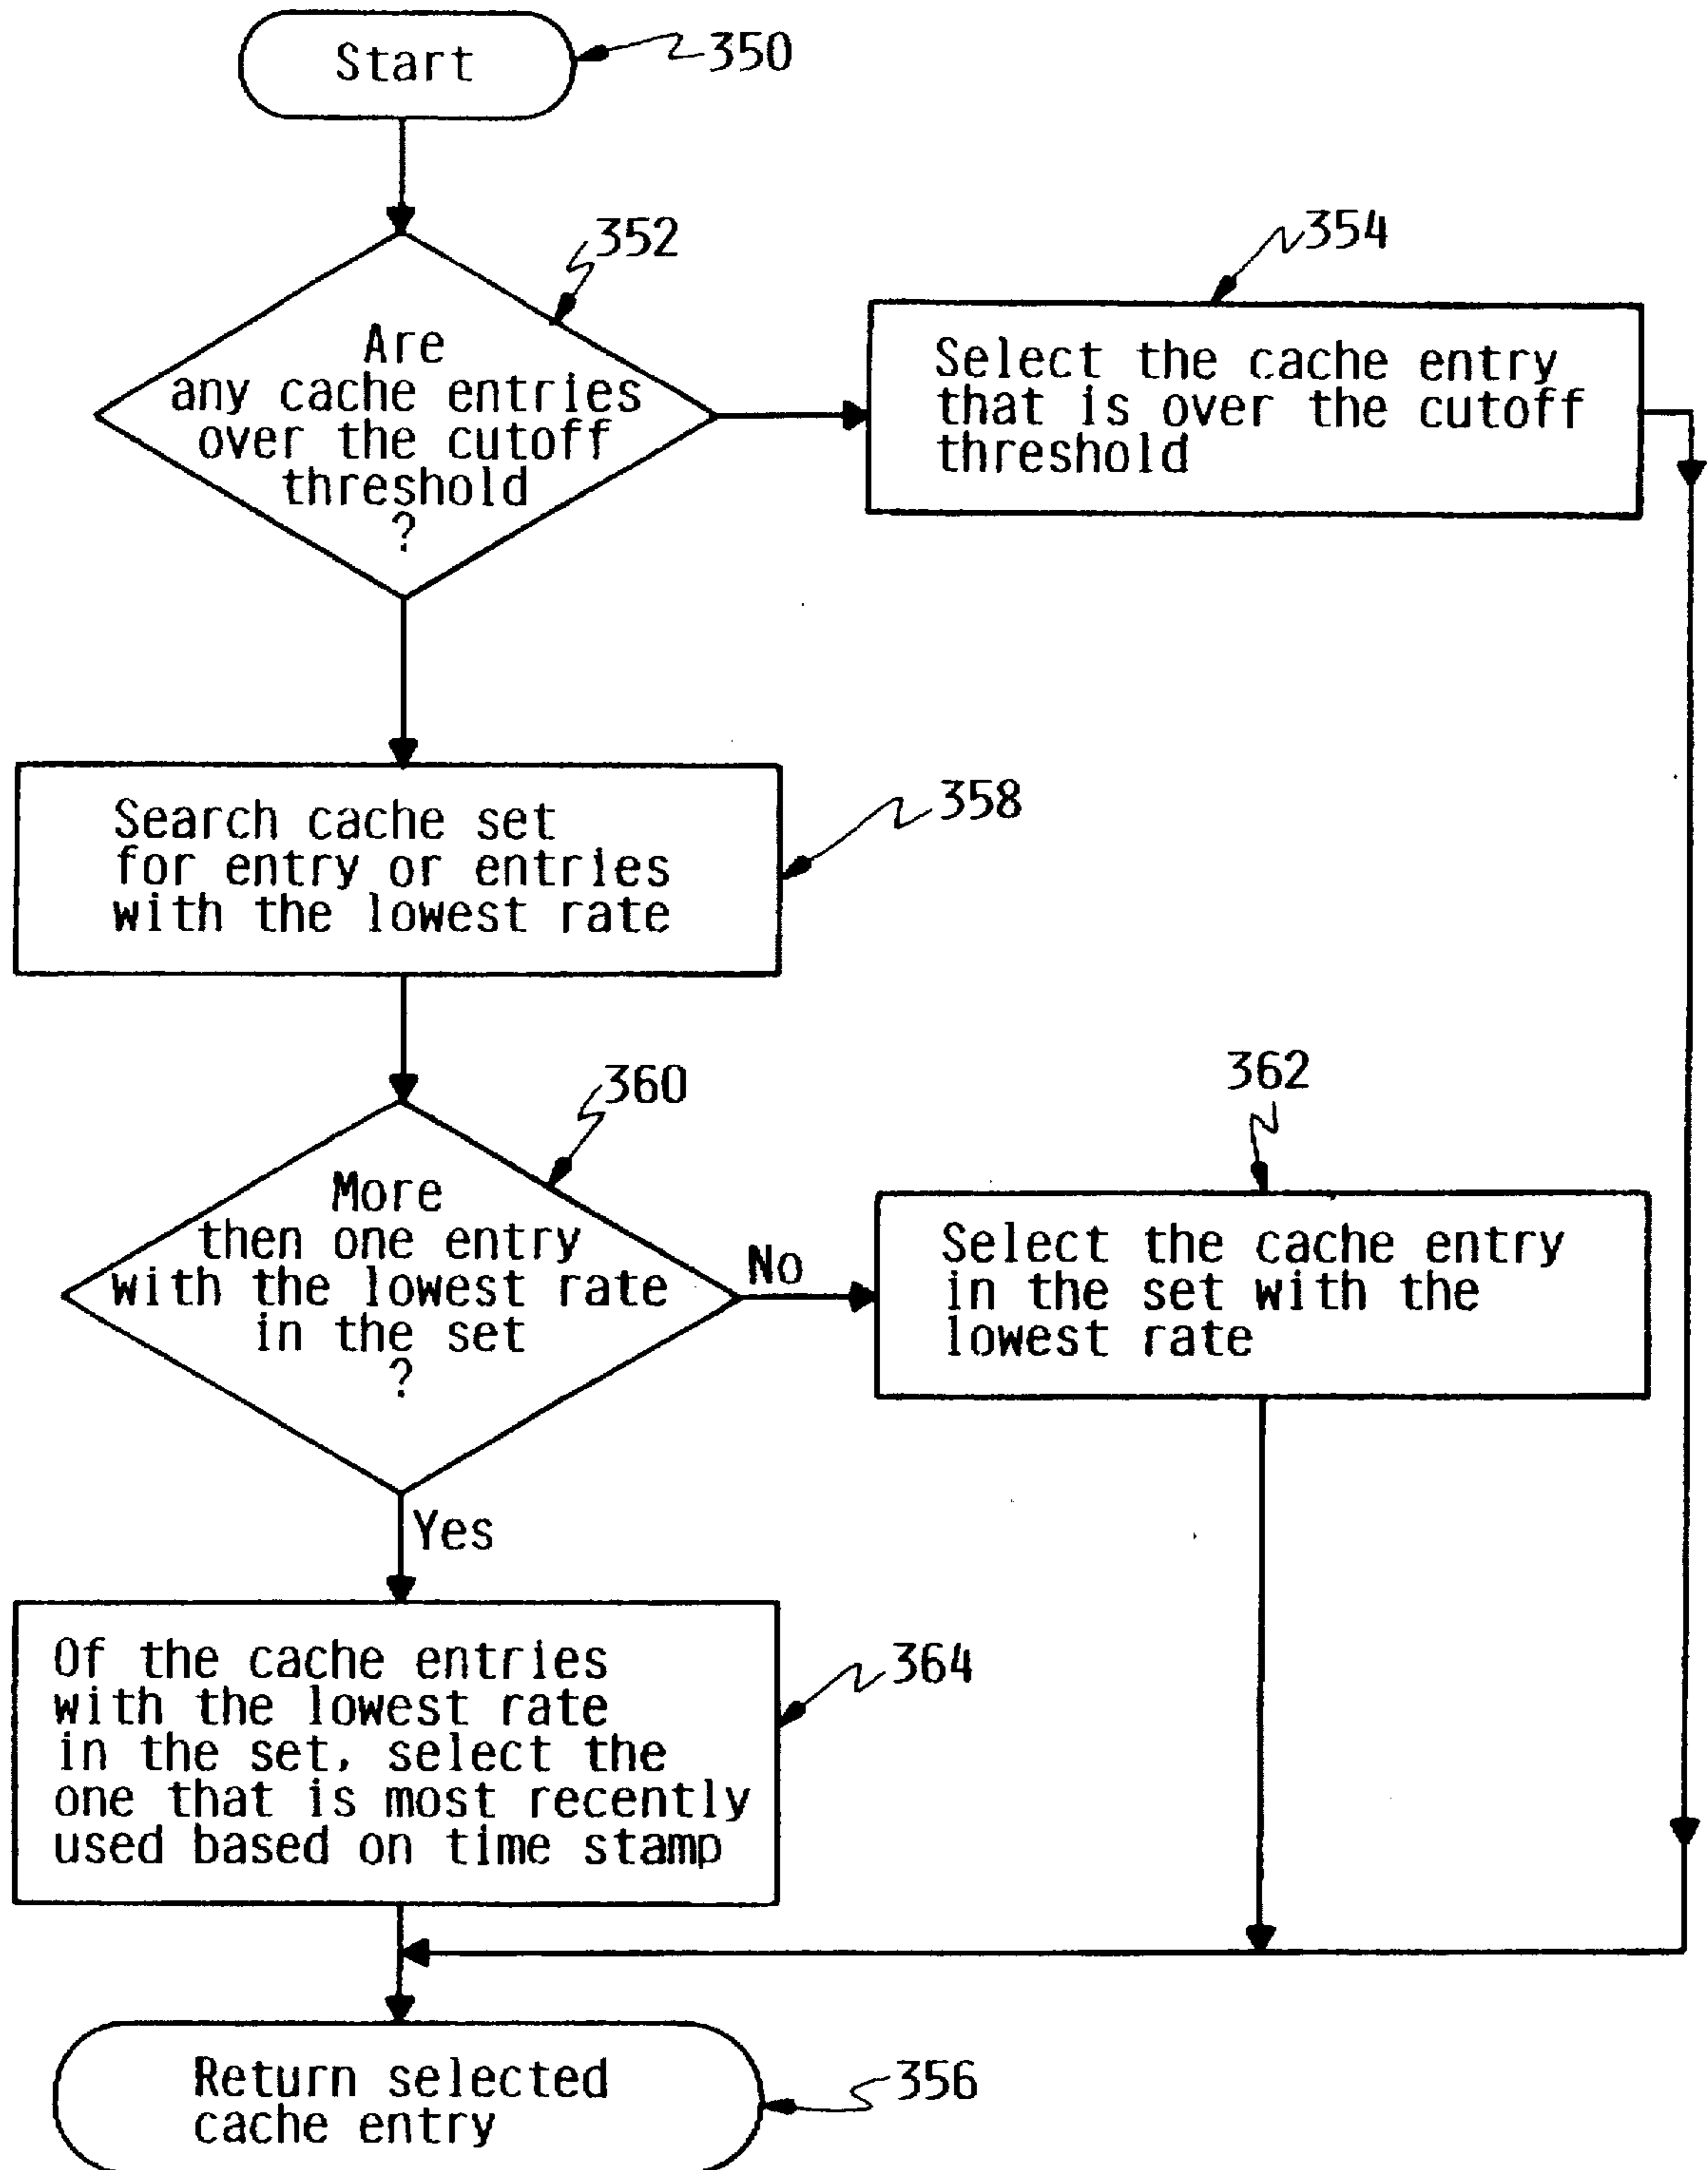 Start
350
352
Are
any cache entries
over the cutoff
threshold
?
354
Select the cache entry
that is over the cutoff
threshold
Search cache set
for entry or entries
with the lowest rate
358
360
More
then one entry
with the lowest rate
in the set
?
No
Yes
362
Select the cache entry
in the set with the
lowest rate
Of the cache entries
with the lowest rate
in the set, select the
one that is most recently
used based on time stamp
364
Return selected
cache entry
356